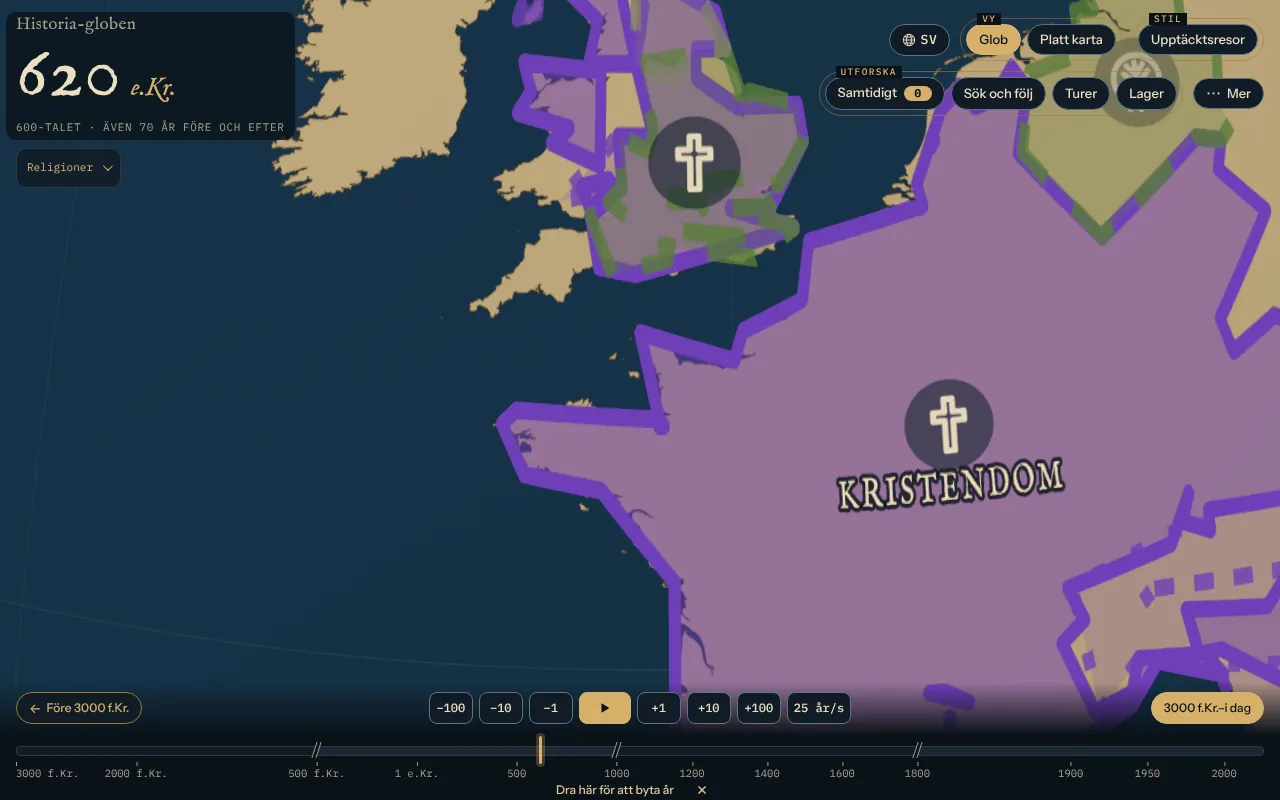 Historia-globen
620 e.Kr.
600-TALET · ÄVEN 70 ÅR FÖRE OCH EFTER
Religioner
SV
VY
Glob
Platt karta
STIL
Upptäcktsresor
UTFORSKA
Samtidigt 0
Sök och följ
Turer
Lager
··· Mer
KRISTENDOM
← Före 3000 f.Kr.
−100
−10
−1
+1
+10
+100
25 år/s
3000 f.Kr.–i dag
3000 f.Kr.
2000 f.Kr.
500 f.Kr.
1 e.Kr.
500
1000
1200
1400
1600
1800
1900
1950
2000
Dra här för att byta år ✕